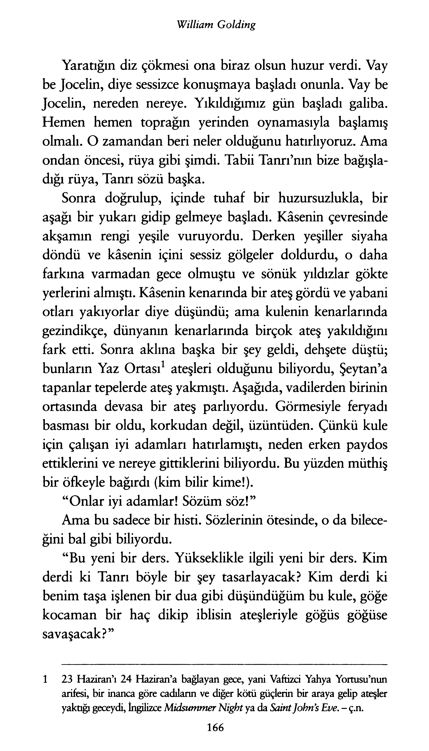 William Golding
Yaratığın diz çökmesi ona biraz olsun huzur verdi. Vay
be Jocelin, diye sessizce konuşmaya başladı onunla. Vay be
Jocelin, nereden nereye. Yıkıldığımız gün başladı galiba.
Hemen hemen toprağın yerinden oynamasıyla başlamış
olmalı. O zamandan beri neler olduğunu hatırlıyoruz. Ama
ondan öncesi, rüya gibi şimdi. Tabii Tanrı'nın bize bağışla-
dığı rüya, Tanrı sözü başka.
Sonra doğrulup, içinde tuhaf bir huzursuzlukla, bir
aşağı bir yukarı gidip gelmeye başladı. Kâsenin çevresinde
akşamın rengi yeşile vuruyordu. Derken yeşiller siyaha
döndü ve kâsenin içini sessiz gölgeler doldurdu, o daha
farkına varmadan gece olmuştu ve sönük yıldızlar gökte
yerlerini almıştı. Kâsenin kenarında bir ateş gördü ve yabani
otları yakıyorlar diye düşündü; ama kulenin kenarlarında
gezindikçe, dünyanın kenarlarında birçok ateş yakıldığını
fark etti. Sonra aklına başka bir şey geldi, dehşete düştü;
bunların Yaz Ortası1 ateşleri olduğunu biliyordu, Şeytan'a
tapanlar tepelerde ateş yakmıştı. Aşağıda, vadilerden birinin
ortasında devasa bir ateş parlıyordu. Görmesiyle feryadı
basması bir oldu, korkudan değil, üzüntüden. Çünkü kule
için çalışan iyi adamları hatırlamıştı, neden erken paydos
ettiklerini ve nereye gittiklerini biliyordu. Bu yüzden müthiş
bir öfkeyle bağırdı (kim bilir kime!).
"Onlar iyi adamlar! Sözüm söz!"
Ama bu sadece bir histi. Sözlerinin ötesinde, o da bilece-
ğini bal gibi biliyordu.
"Bu yeni bir ders. Yükseklikle ilgili yeni bir ders. Kim
derdi ki Tanrı böyle bir şey tasarlayacak? Kim derdi ki
benim taşa işlenen bir dua gibi düşündüğüm bu kule, göğe
kocaman bir haç dikip iblisin ateşleriyle göğüs göğüse
savaşacak?"
1 23 Haziran'ı 24 Haziran'a bağlayan gece, yani Vaftizci Yahya Yortusu'nun
arifesi, bir inanca göre cadıların ve diğer kötü güçlerin bir araya gelip ateşler
yaktığı geceydi, İngilizce Midsummer Night ya da Saint John's Eve. – ç.n.
166